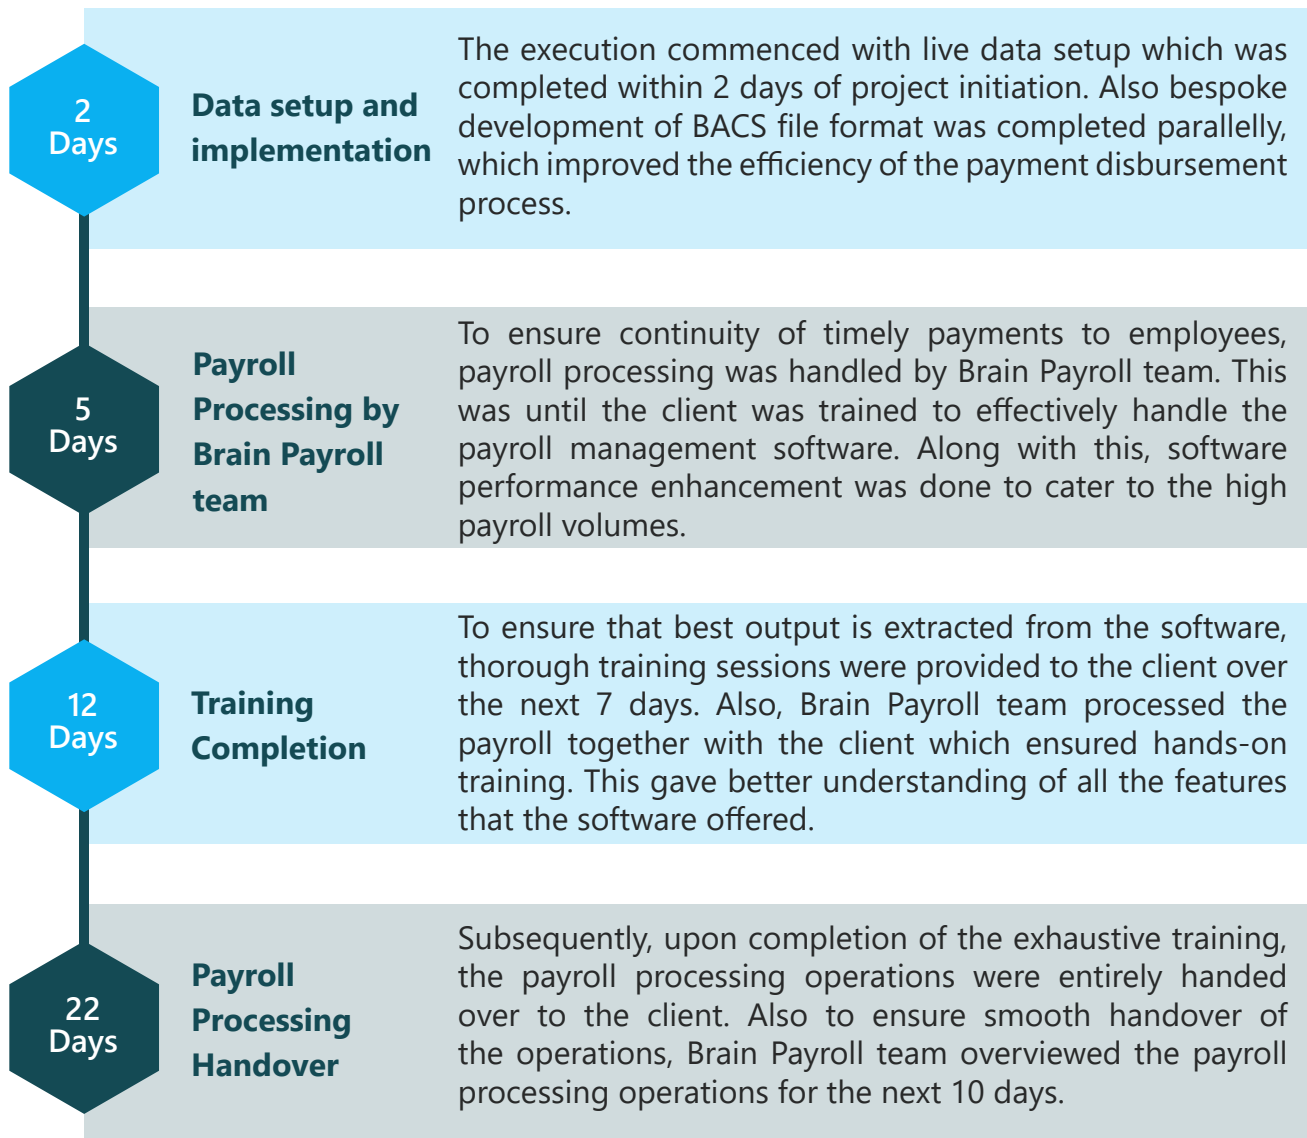 2
Days
Data setup and
implementation
The execution commenced with live data setup which was
completed within 2 days of project initiation. Also bespoke
development of BACS file format was completed parallelly,
which improved the efficiency of the payment disbursement
process.
5
Days
Payroll
Processing by
Brain Payroll
team
To ensure continuity of timely payments to employees,
payroll processing was handled by Brain Payroll team. This
was until the client was trained to effectively handle the
payroll management software. Along with this, software
performance enhancement was done to cater to the high
payroll volumes.
12
Days
Training
Completion
To ensure that best output is extracted from the software,
thorough training sessions were provided to the client over
the next 7 days. Also, Brain Payroll team processed the
payroll together with the client which ensured hands-on
training. This gave better understanding of all the features
that the software offered.
22
Days
Payroll
Processing
Handover
Subsequently, upon completion of the exhaustive training,
the payroll processing operations were entirely handed
over to the client. Also to ensure smooth handover of
the operations, Brain Payroll team overviewed the payroll
processing operations for the next 10 days.